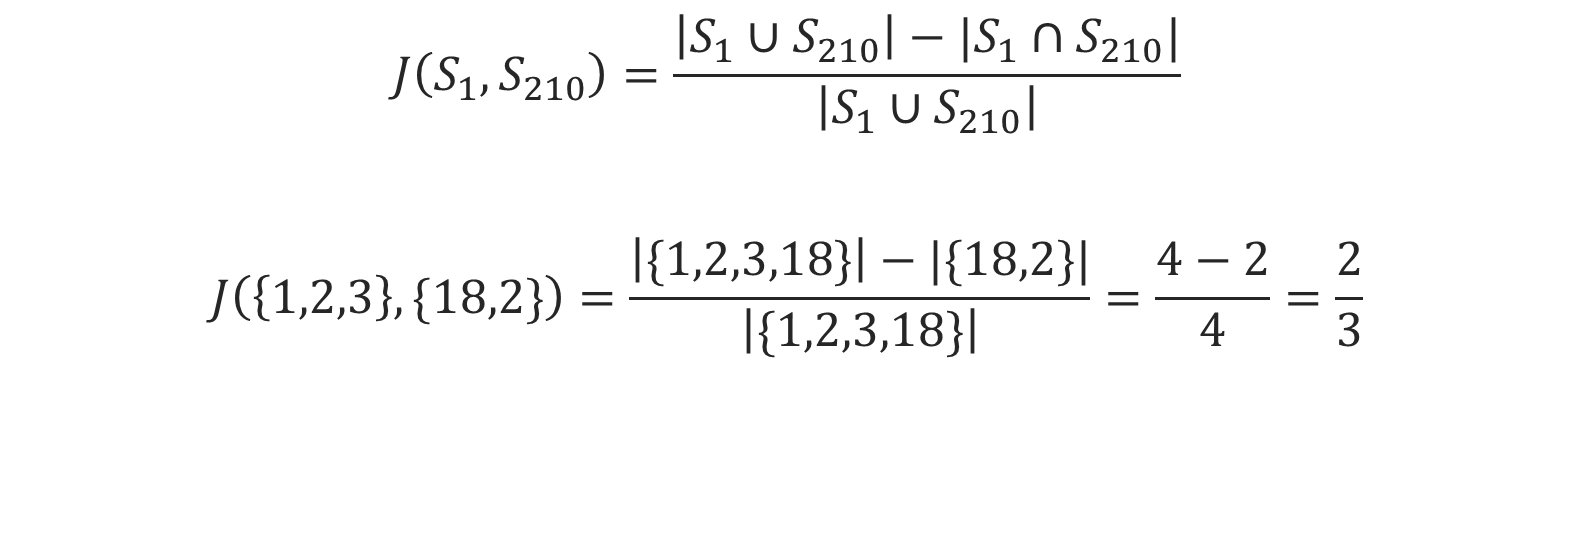 J(S₁, S₂₁₀) = (|S₁ ∪ S₂₁₀| − |S₁ ∩ S₂₁₀|) / |S₁ ∪ S₂₁₀|
J({1,2,3}, {18,2}) = (|{1,2,3,18}| − |{18,2}|) / |{1,2,3,18}| = (4 − 2) / 4 = 2 / 3